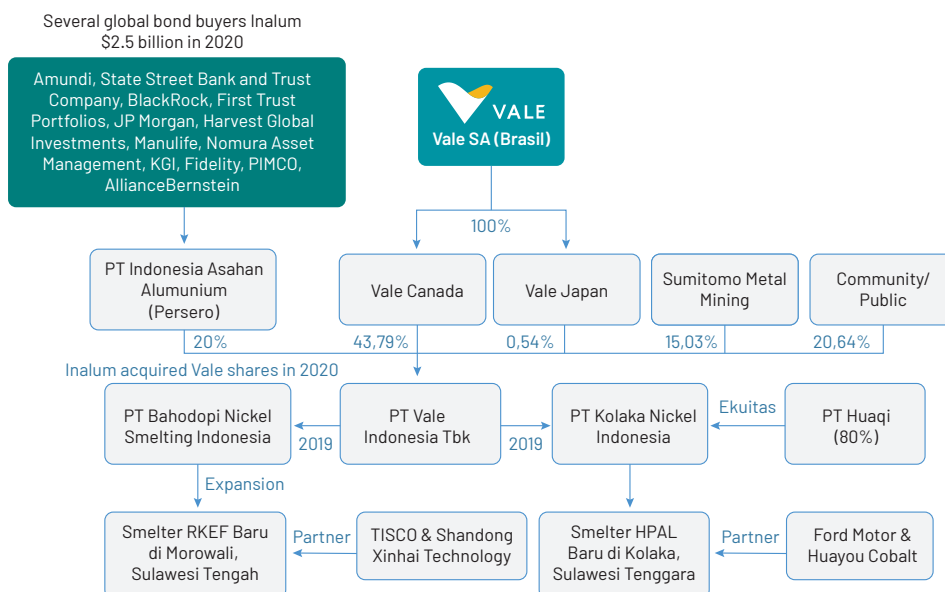 Several global bond buyers Inalum
$2.5 billion in 2020
Amundi, State Street Bank and Trust
Company, BlackRock, First Trust
Portfolios, JP Morgan, Harvest Global
Investments, Manulife, Nomura Asset
Management, KGI, Fidelity, PIMCO,
AllianceBernstein
VALE
Vale SA (Brasil)
100%
PT Indonesia Asahan
Alumunium
(Persero)
Vale Canada
Vale Japan
Sumitomo Metal
Mining
Community/
Public
20%
43,79%
0,54%
15,03%
20,64%
Inalum acquired Vale shares in 2020
PT Bahodopi Nickel
Smelting Indonesia
2019
PT Vale
Indonesia Tbk
2019
PT Kolaka Nickel
Indonesia
Ekuitas
PT Huaqi
(80%)
Expansion
Smelter RKEF Baru
di Morowali,
Sulawesi Tengah
Partner
TISCO & Shandong
Xinhai Technology
Smelter HPAL
Baru di Kolaka,
Sulawesi Tenggara
Partner
Ford Motor &
Huayou Cobalt